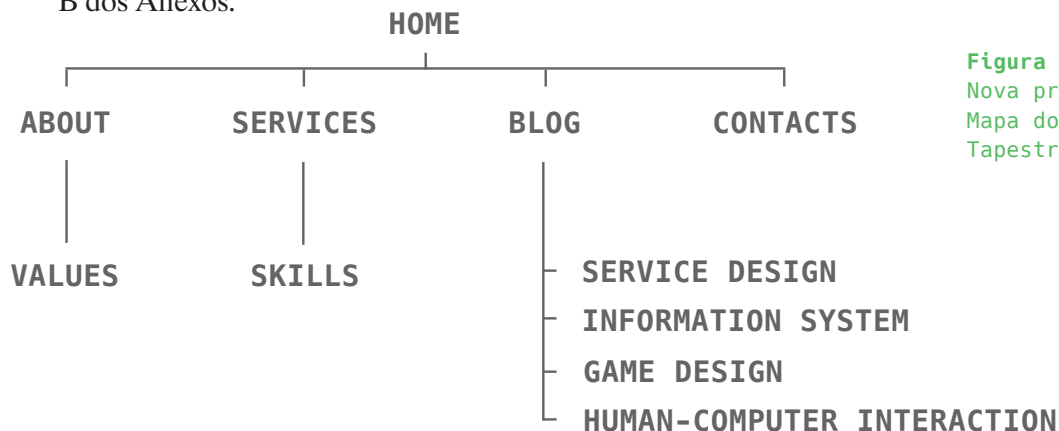 B dos Anexos.
HOME
Figura
Nova pr
Mapa do
Tapestr
ABOUT SERVICES BLOG CONTACTS
VALUES SKILLS
SERVICE DESIGN
INFORMATION SYSTEM
GAME DESIGN
HUMAN-COMPUTER INTERACTION